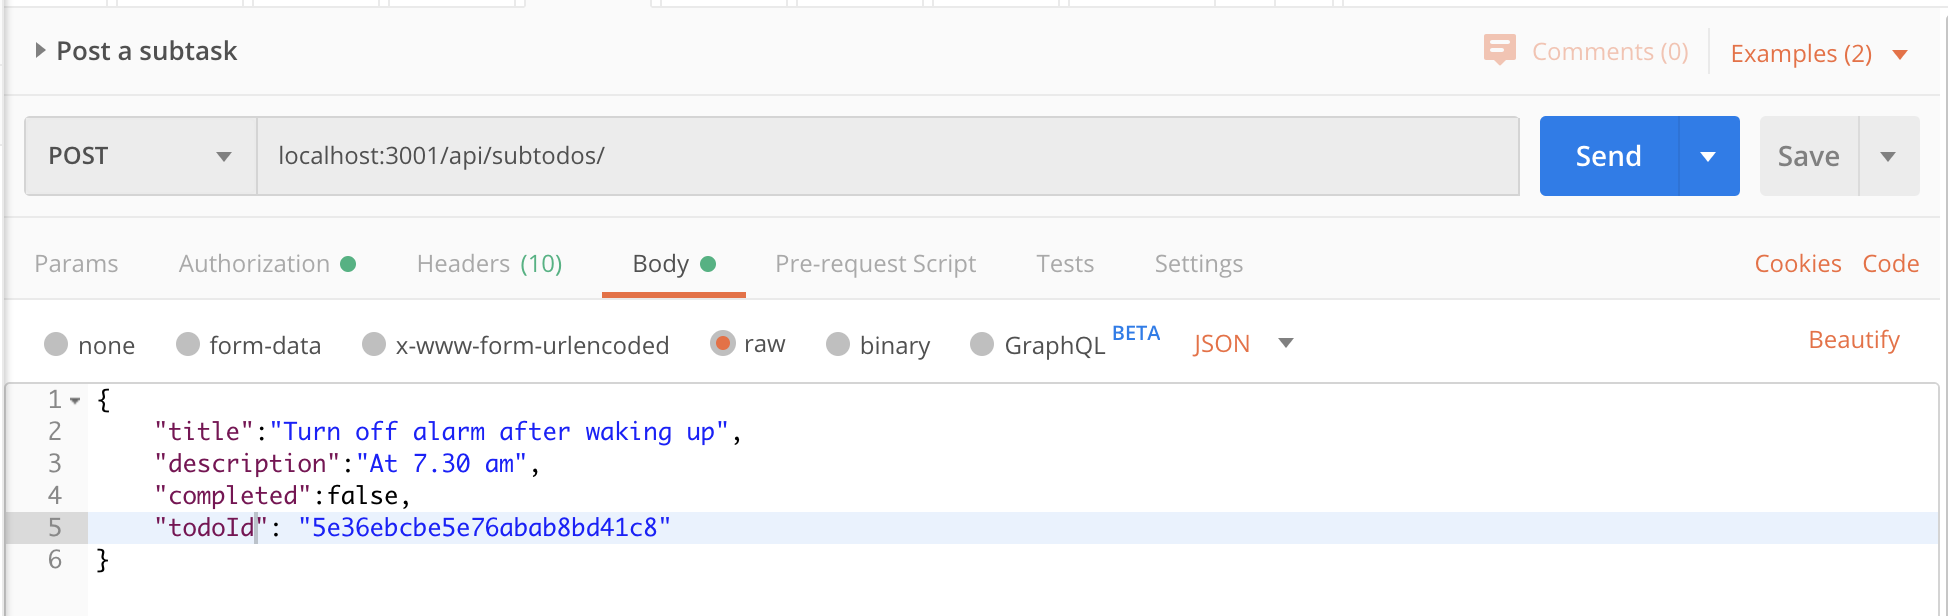 Post a subtask
Comments (0)
Examples (2)
POST
localhost:3001/api/subtodos/
Send
Save
Params Authorization Headers (10) Body Pre-request Script Tests Settings Cookies Code
none form-data x-www-form-urlencoded raw binary GraphQL BETA JSON Beautify
1 {
2 "title":"Turn off alarm after waking up",
3 "description":"At 7.30 am",
4 "completed":false,
5 "todoId": "5e36ebcbe5e76abab8bd41c8"
6 }